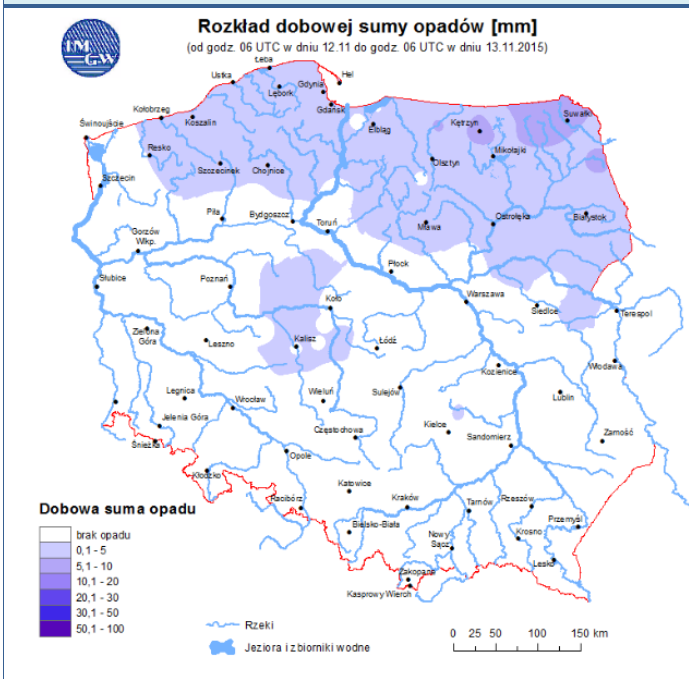 Rozkład dobowej sumy opadów [mm]
(od godz. 06 UTC w dniu 12.11 do godz. 06 UTC w dniu 13.11.2015)
IM
GW
Łeba
Ustka
Hel
Gdynia
Lębork
Gdańsk
Kołobrzeg
Koszalin
Świnoujście
Elbląg
Kętrzyn
Suwałki
Resko
Szczecinek
Chojnice
Olsztyn
Mikołajki
Szczecin
Piła
Bydgoszcz
Toruń
Mława
Ostrołęka
Białystok
Gorzów
Wlkp.
Płock
Słubice
Poznań
Koło
Warszawa
Siedlce
Terespol
Zielona
Góra
Leszno
Kalisz
Łódź
Kozienice
Włodawa
Legnica
Wrocław
Wieluń
Sulejów
Lublin
Jelenia Góra
Częstochowa
Kielce
Sandomierz
Zamość
Śnieżka
Opole
Kłodzko
Katowice
Racibórz
Kraków
Tarnów
Rzeszów
Przemyśl
Bielsko-Biała
Nowy
Sącz
Krosno
Lesko
Zakopane
Kasprowy Wierch
Dobowa suma opadu
brak opadu
0,1 - 5
5,1 - 10
10,1 - 20
20,1 - 30
30,1 - 50
50,1 - 100
Rzeki
Jeziora i zbiorniki wodne
0 25 50 100 150 km